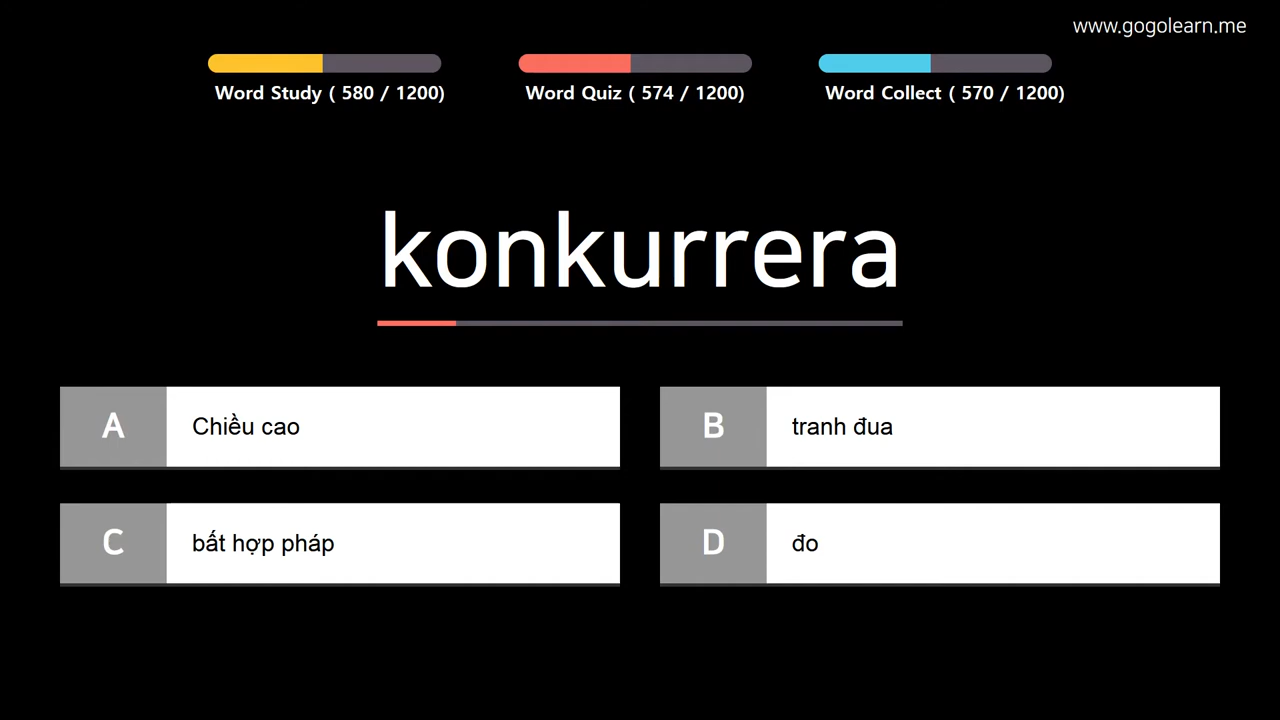 www.gogolearn.me
Word Study ( 580 / 1200)
Word Quiz ( 574 / 1200)
Word Collect ( 570 / 1200)
konkurrera
A Chiều cao
B tranh đua
C bất hợp pháp
D đo